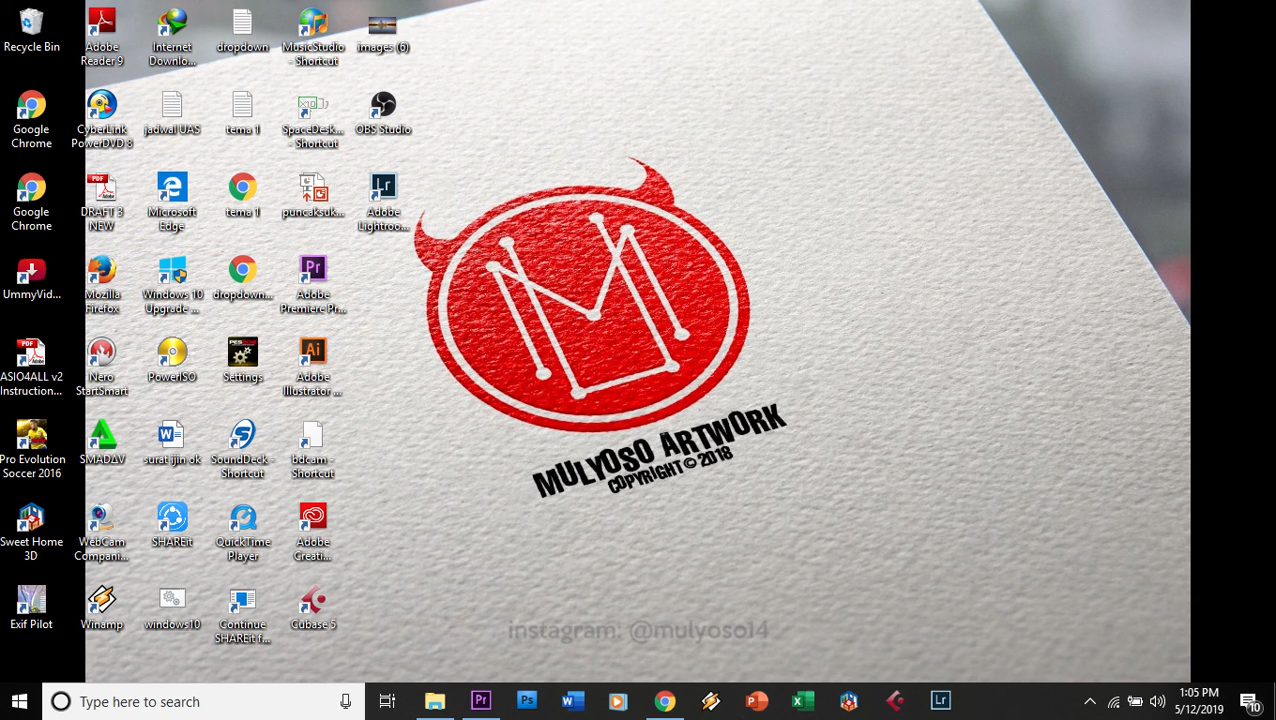 Recycle Bin
Adobe
Reader 9
Internet
Downlo...
dropdown
MusicStudio
- Shortcut
images (6)
Google
Chrome
CyberLink
PowerDVD 8
jadwal UAS
tema 1
SpaceDesk...
- Shortcut
OBS Studio
Google
Chrome
DRAFT 3
NEW
Microsoft
Edge
tema 1
puncaksuk...
Adobe
Lightroo...
UmmyVid...
Mozilla
Firefox
Windows 10
Upgrade ...
dropdown...
Adobe
Premiere Pr...
ASIO4ALL v2
Instruction...
Nero
StartSmart
PowerISO
Settings
Adobe
Illustrator ...
Pro Evolution
Soccer 2016
SMADΔV
surat ijin ok
SoundDeck -
Shortcut
bdcam -
Shortcut
Sweet Home
3D
WebCam
Compani...
SHAREit
QuickTime
Player
Adobe
Creati...
Exif Pilot
Winamp
windows10
Continue
SHAREit f...
Cubase 5
MULYOSO ARTWORK
COPYRIGHT © 2018
instagram: @mulyoso14
Type here to search
1:05 PM
5/12/2019
10